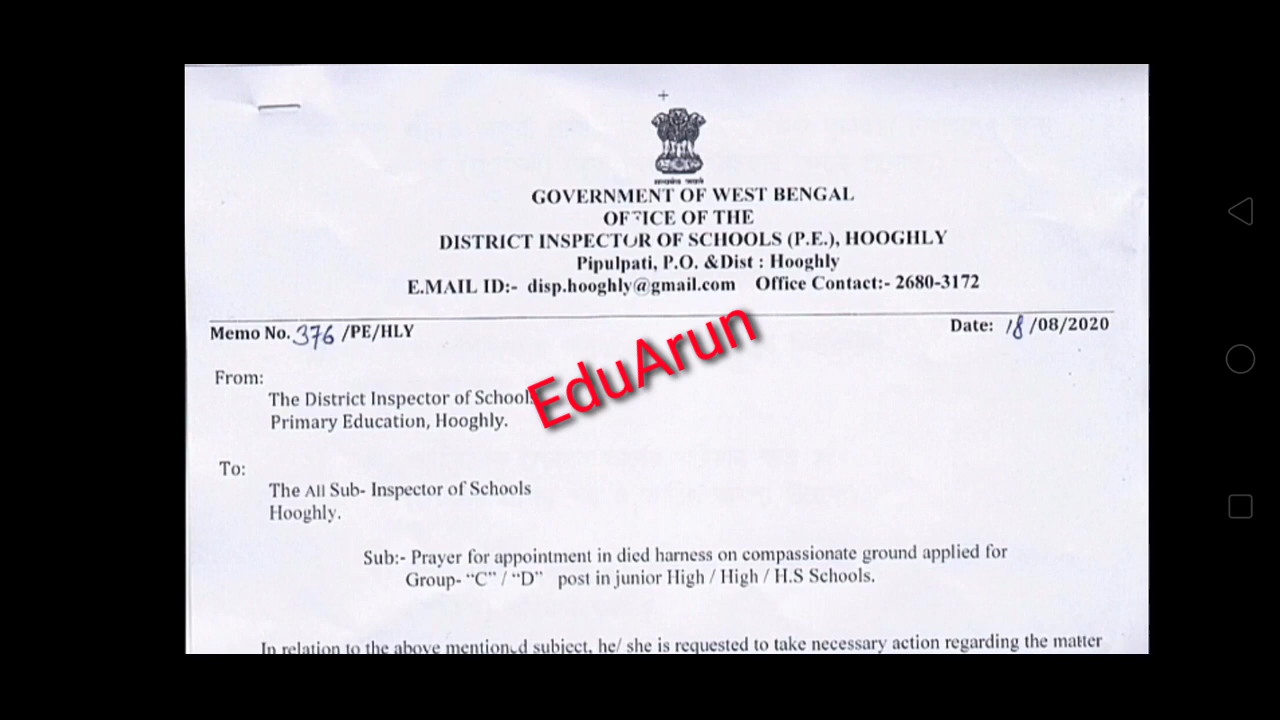 GOVERNMENT OF WEST BENGAL
OFFICE OF THE
DISTRICT INSPECTOR OF SCHOOLS (P.E.), HOOGHLY
Pipulpati, P.O. &Dist : Hooghly
E.MAIL ID:- disp.hooghly@gmail.com Office Contact:- 2680-3172
Memo No. 376 /PE/HLY Date: 18/08/2020
EduArun
From:
The District Inspector of Schools
Primary Education, Hooghly.
To:
The All Sub- Inspector of Schools
Hooghly.
Sub:- Prayer for appointment in died harness on compassionate ground applied for
Group- “C” / “D” post in junior High / High / H.S Schools.
In relation to the above mentioned subject, he/ she is requested to take necessary action regarding the matter